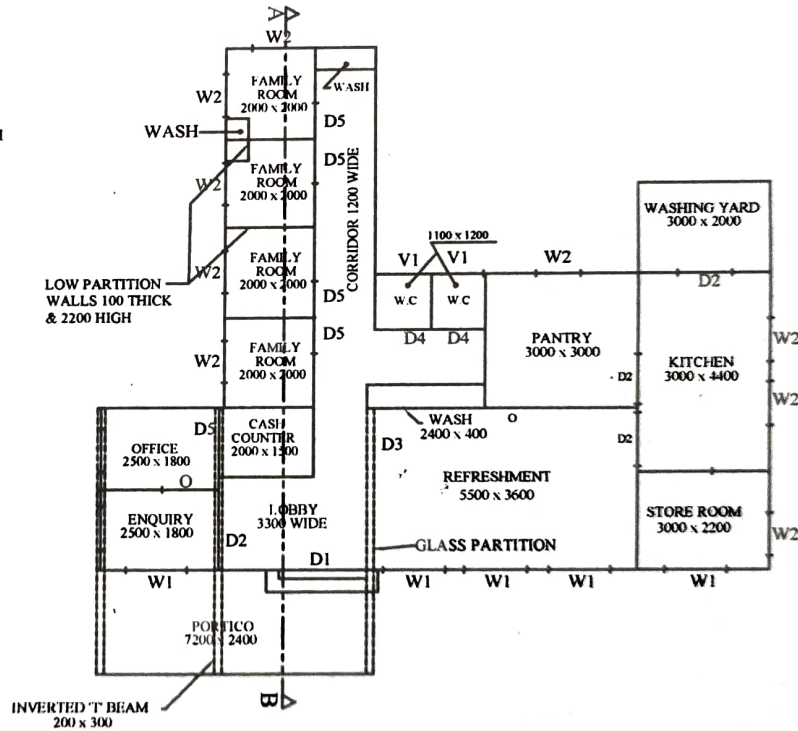 A
W2
FAMILY
ROOM
2000 x 2000
WASH
W2
WASH
D5
D5
FAMILY
ROOM
2000 x 2000
W2
CORRIDOR 1200 WIDE
WASHING YARD
3000 x 2000
1100 x 1200
V1
V1
W2
FAMILY
ROOM
2000 x 2000
W2
D2
LOW PARTITION
WALLS 100 THICK
& 2200 HIGH
W.C
W.C
D5
D5
D4
D4
PANTRY
3000 x 3000
W2
FAMILY
ROOM
2000 x 2000
W2
KITCHEN
3000 x 4400
D2
W2
D5
CASH
COUNTER
2000 x 1500
WASH
2400 x 400
O
D3
D2
OFFICE
2500 x 1800
O
REFRESHMENT
5500 x 3600
ENQUIRY
2500 x 1800
LOBBY
3300 WIDE
STORE ROOM
3000 x 2200
D2
GLASS PARTITION
W2
D1
W1
W1
W1
W1
W1
PORTICO
7200 x 2400
B
INVERTED 'T' BEAM
200 x 300